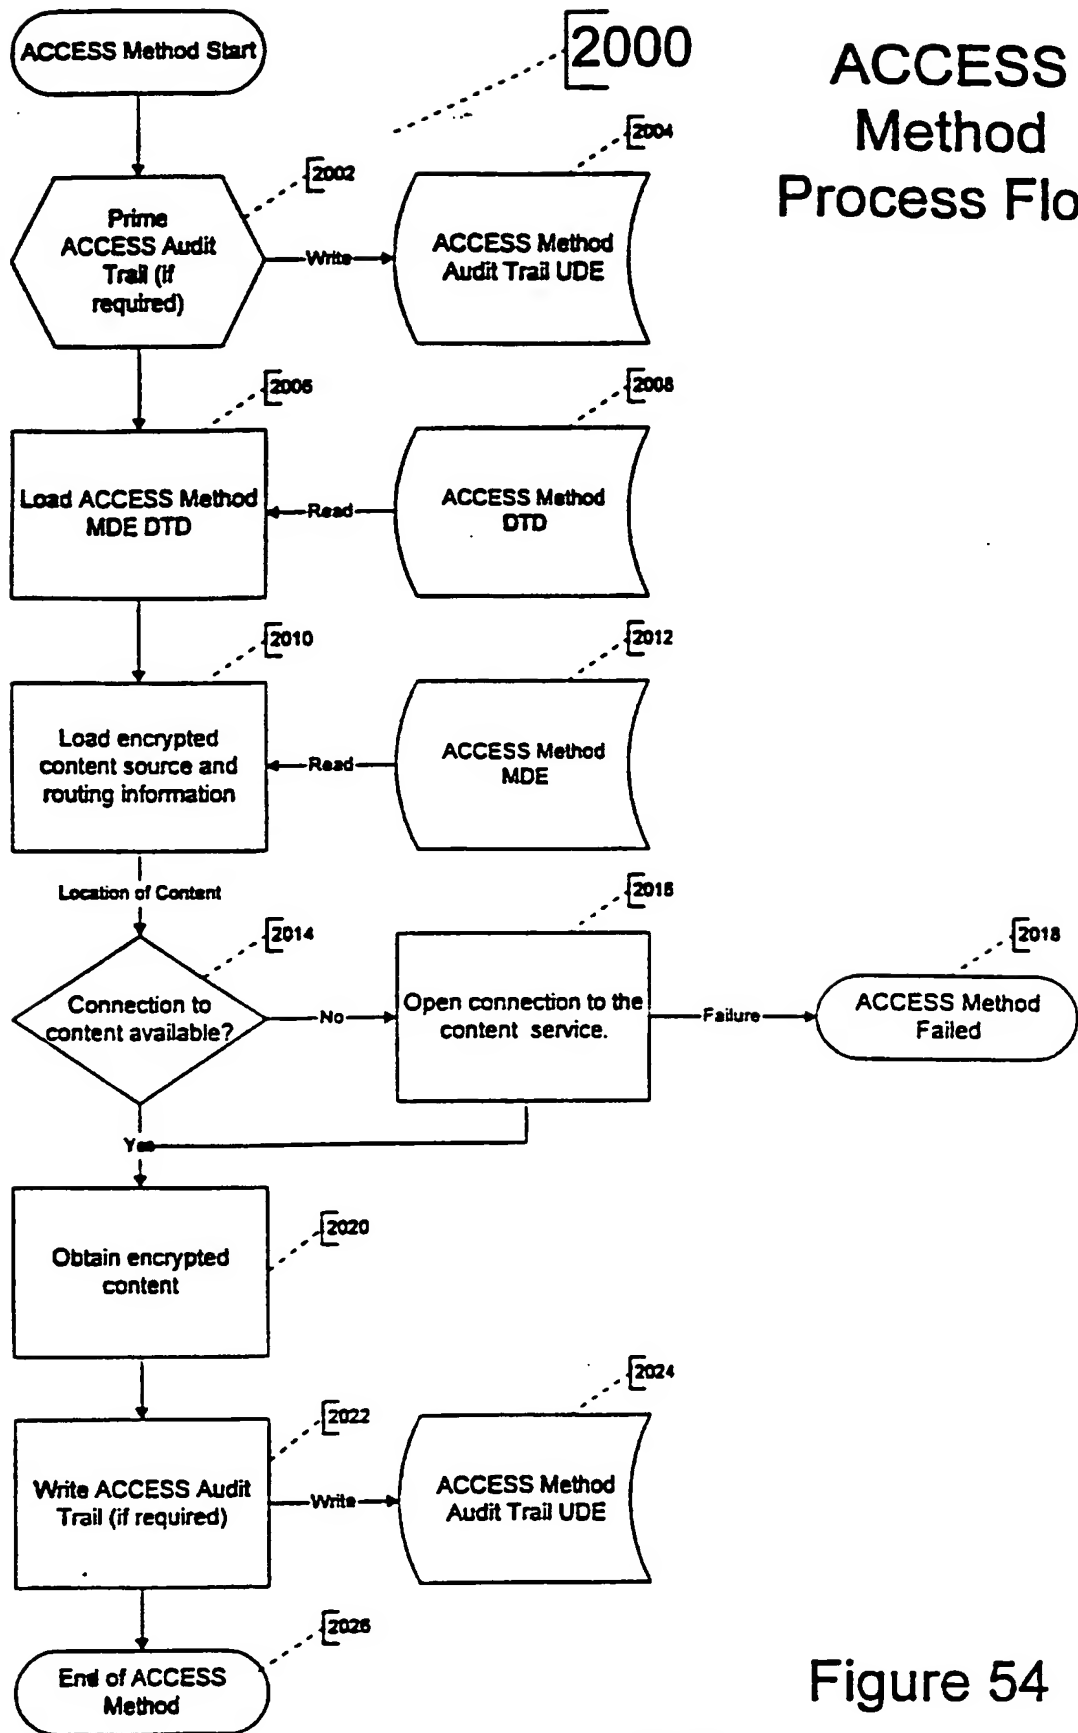 ACCESS Method Start
2000
ACCESS
Method
Process Flo
2002
2004
Prime
ACCESS Audit
Trail (if
required)
Write
ACCESS Method
Audit Trail UDE
2006
2008
Load ACCESS Method
MDE DTD
Read
ACCESS Method
DTD
2010
2012
Load encrypted
content source and
routing information
Read
ACCESS Method
MDE
Location of Content
2014
2016
2018
Connection to
content available?
No
Open connection to the
content service.
Failure
ACCESS Method
Failed
Yes
2020
Obtain encrypted
content
2022
2024
Write ACCESS Audit
Trail (if required)
Write
ACCESS Method
Audit Trail UDE
2026
End of ACCESS
Method
Figure 54